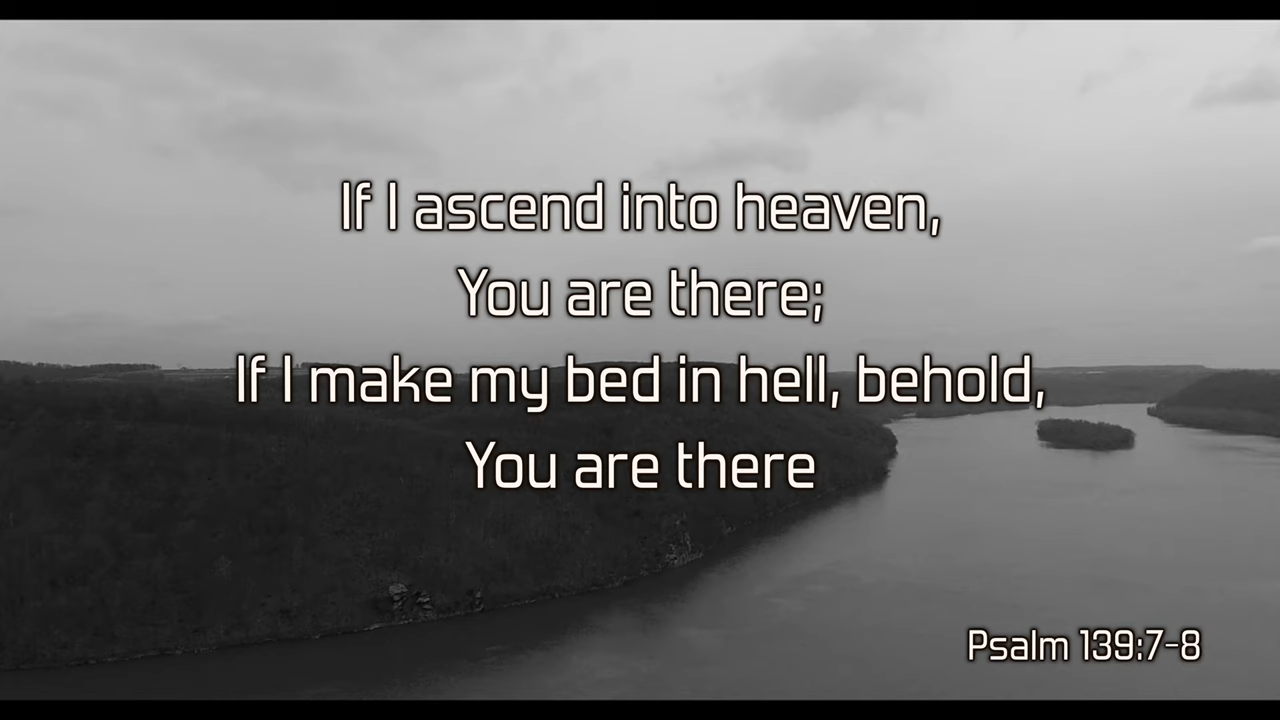 If I ascend into heaven,
You are there;
If I make my bed in hell, behold,
You are there
Psalm 139:7-8